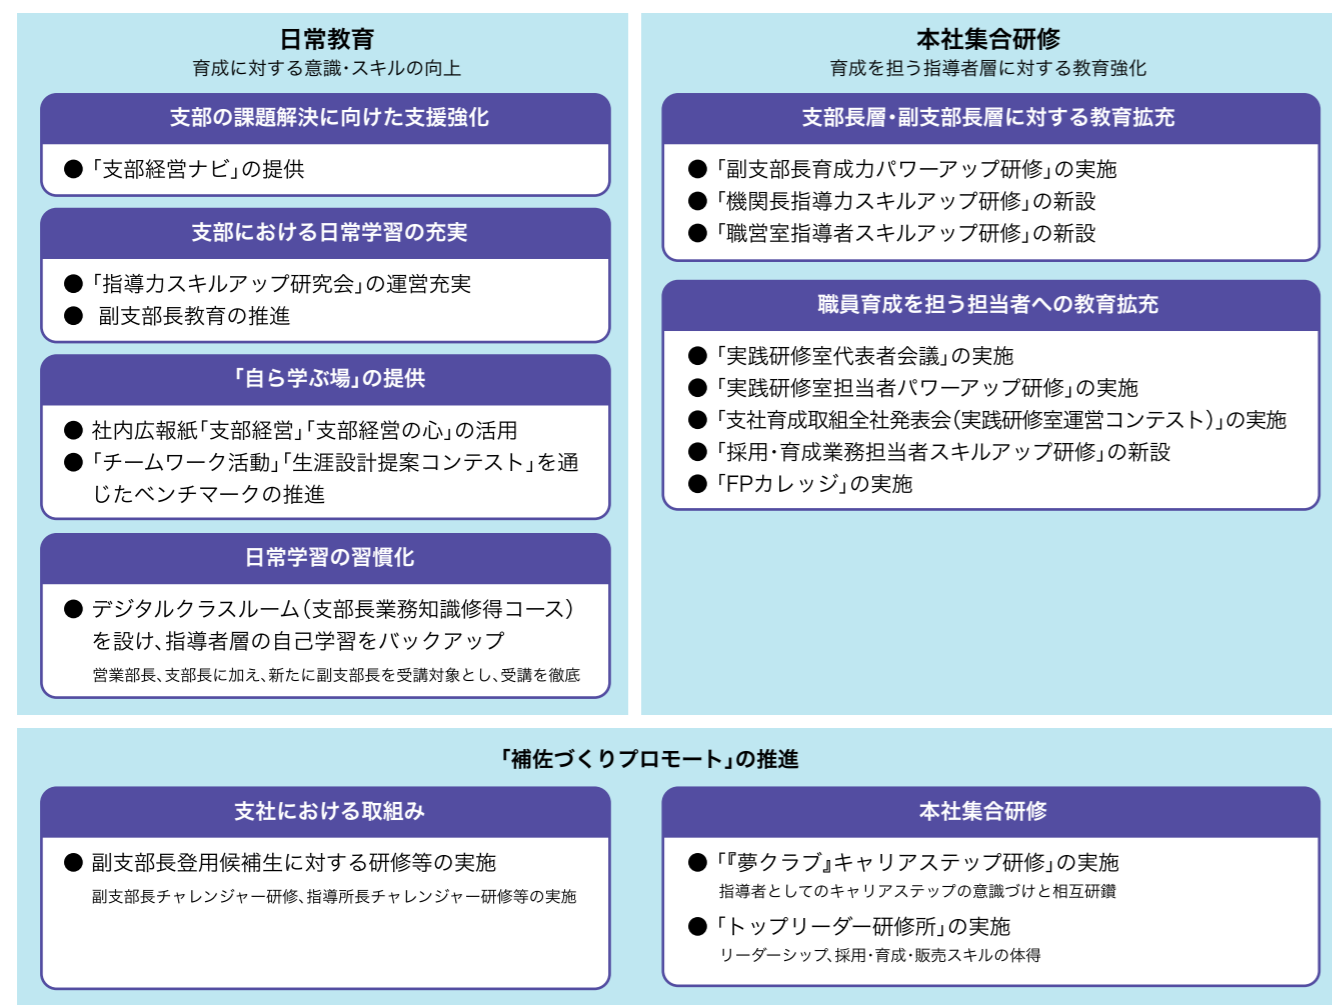 日常教育
育成に対する意識・スキルの向上
支部の課題解決に向けた支援強化
●「支部経営ナビ」の提供
支部における日常学習の充実
●「指導力スキルアップ研究会」の運営充実
● 副支部長教育の推進
「自ら学ぶ場」の提供
● 社内広報紙「支部経営」「支部経営の心」の活用
●「チームワーク活動」「生涯設計提案コンテスト」を通
じたベンチマークの推進
日常学習の習慣化
● デジタルクラスルーム（支部長業務知識修得コース）
を設け、指導者層の自己学習をバックアップ
営業部長、支部長に加え、新たに副支部長を受講対象とし、受講を徹底
本社集合研修
育成を担う指導者層に対する教育強化
支部長層・副支部長層に対する教育拡充
●「副支部長育成力パワーアップ研修」の実施
●「機関長指導力スキルアップ研修」の新設
●「職営室指導者スキルアップ研修」の新設
職員育成を担う担当者への教育拡充
●「実践研修室代表者会議」の実施
●「実践研修室担当者パワーアップ研修」の実施
●「支社育成取組全社発表会（実践研修室運営コンテスト）」の実施
●「採用・育成業務担当者スキルアップ研修」の新設
●「FPカレッジ」の実施
「補佐づくりプロモート」の推進
支社における取組み
● 副支部長登用候補生に対する研修等の実施
副支部長チャレンジャー研修、指導所長チャレンジャー研修等の実施
本社集合研修
●「『夢クラブ』キャリアステップ研修」の実施
指導者としてのキャリアステップの意識づけと相互研鑽
●「トップリーダー研修所」の実施
リーダーシップ、採用・育成・販売スキルの体得